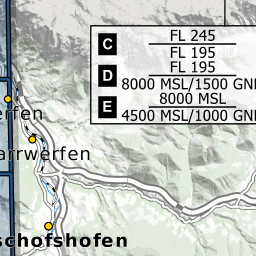 C FL 245
FL 195
D FL 195
8000 MSL/1500 GN
E 8000 MSL
4500 MSL/1000 GN
erfen
arrwerfen
schofshofen